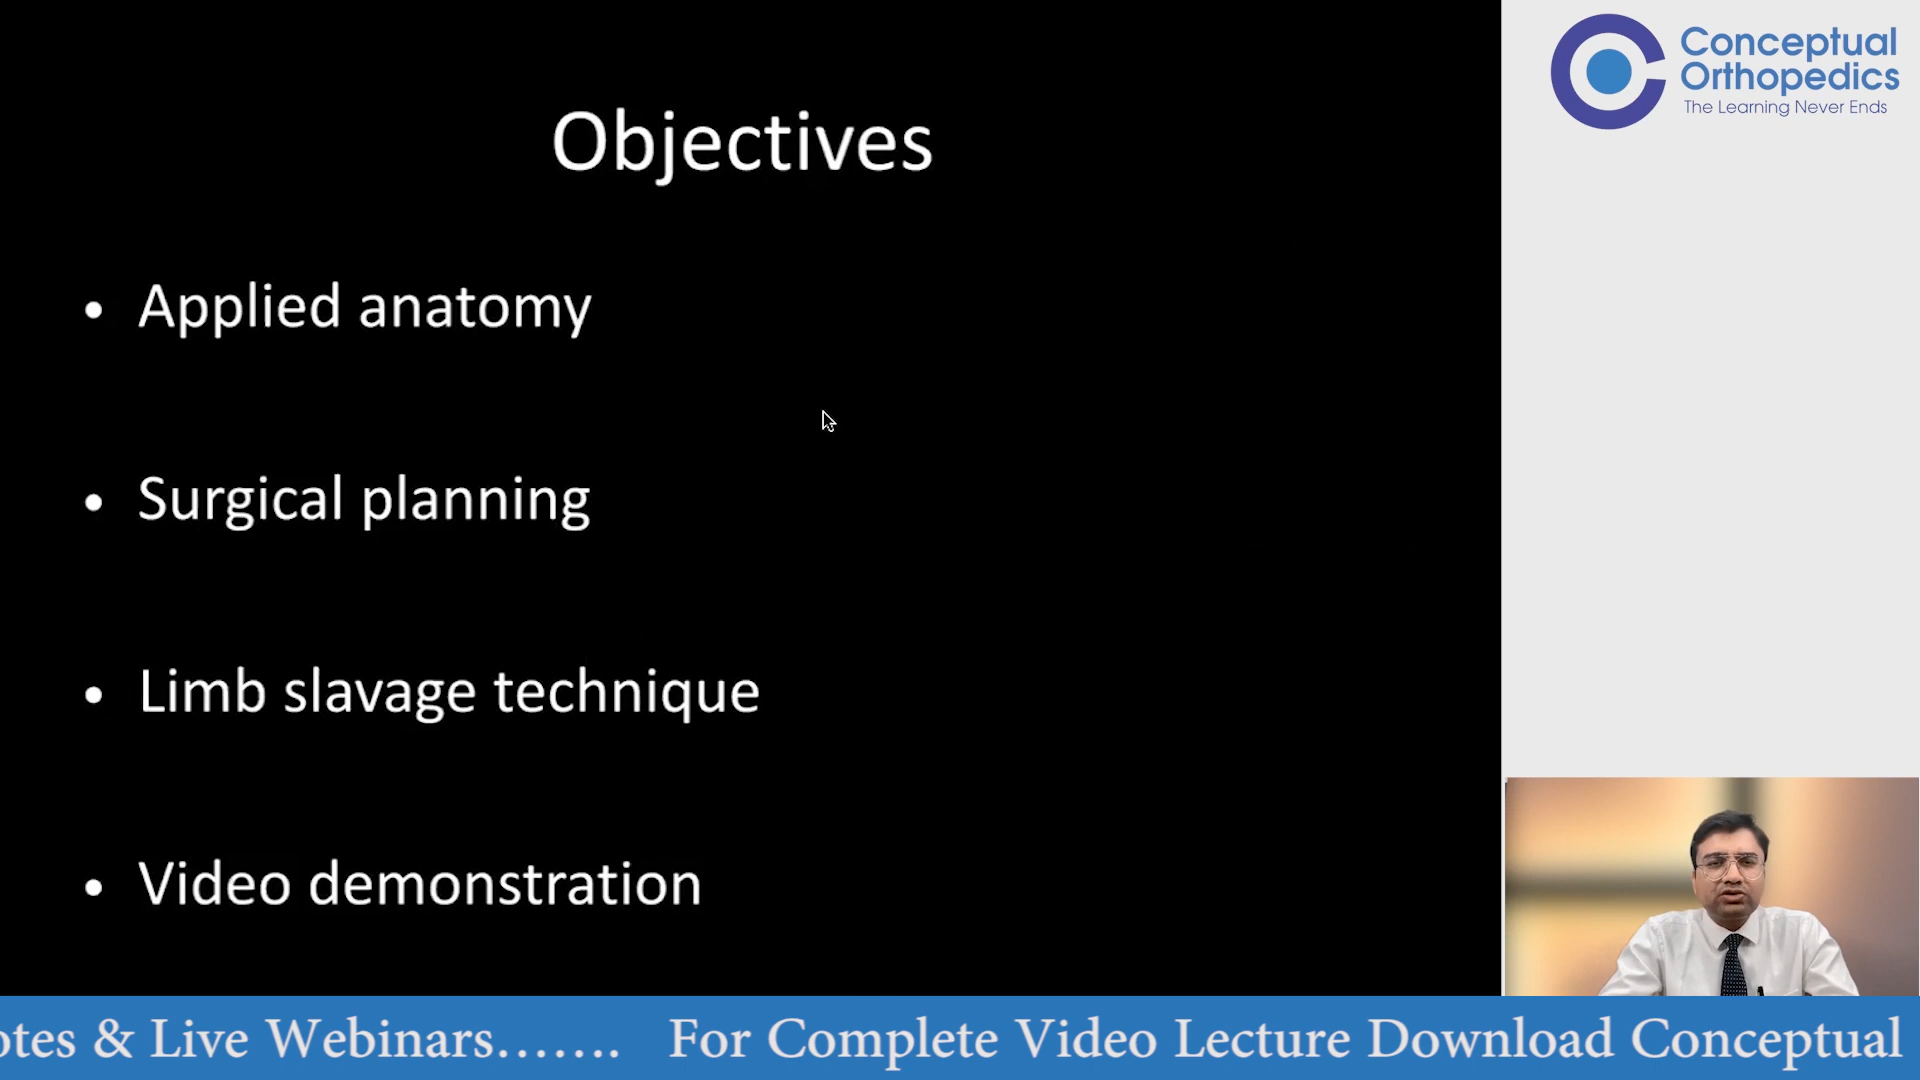 Objectives
• Applied anatomy
• Surgical planning
• Limb slavage technique
• Video demonstration
Conceptual
Orthopedics
The Learning Never Ends
otes & Live Webinars....... For Complete Video Lecture Download Conceptual